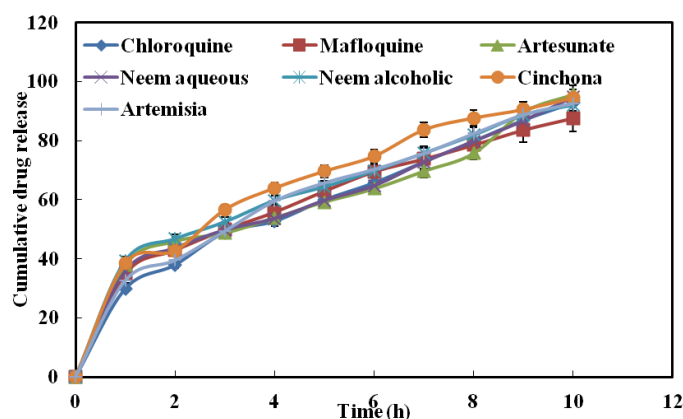 120
100
80
60
40
20
0
Cumulative drug release
Chloroquine Mafloquine Artesunate
Neem aqueous Neem alcoholic Cinchona
Artemisia
0 2 4 6 8 10 12
Time (h)